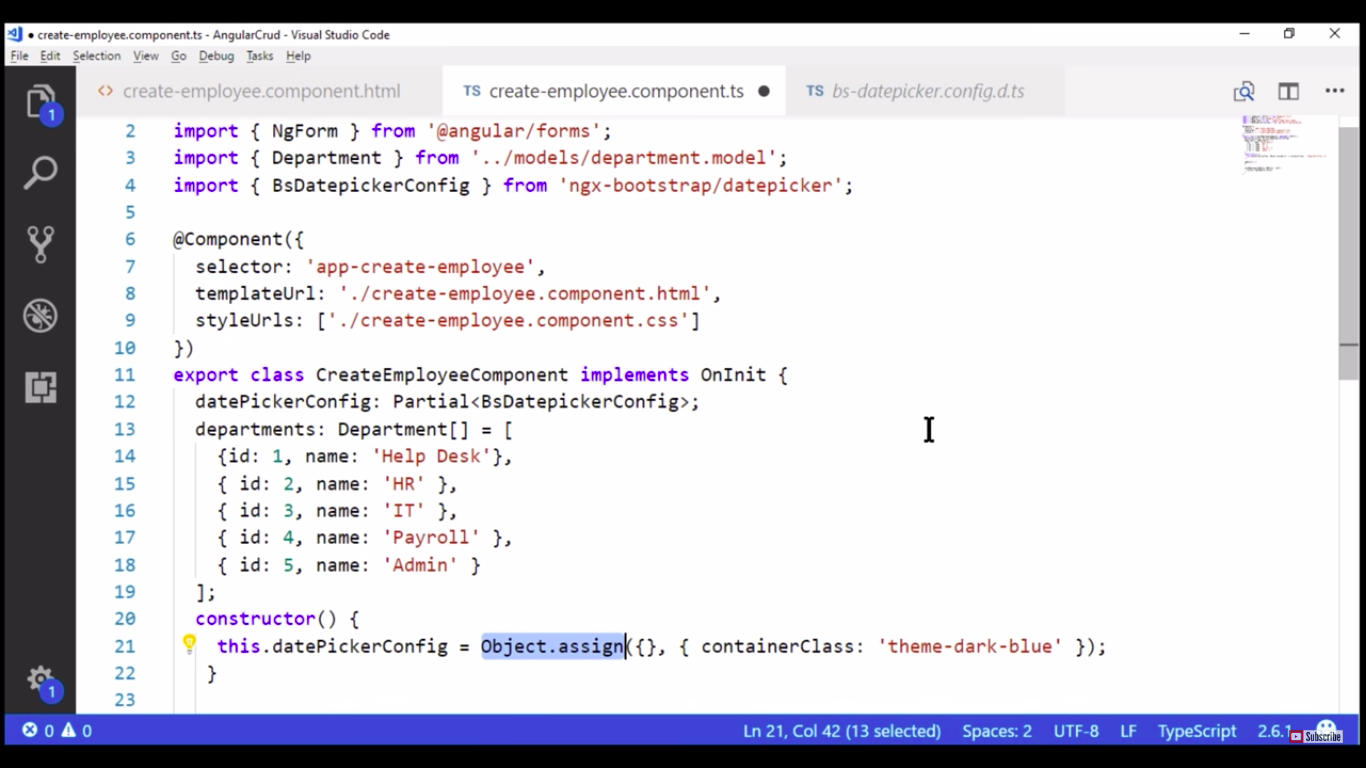 ● create-employee.component.ts - AngularCrud - Visual Studio Code
File Edit Selection View Go Debug Tasks Help
<> create-employee.component.html TS create-employee.component.ts ● TS bs-datepicker.config.d.ts
1
2 import { NgForm } from '@angular/forms';
3 import { Department } from '../models/department.model';
4 import { BsDatepickerConfig } from 'ngx-bootstrap/datepicker';
5
6 @Component({
7 selector: 'app-create-employee',
8 templateUrl: './create-employee.component.html',
9 styleUrls: ['./create-employee.component.css']
10 })
11 export class CreateEmployeeComponent implements OnInit {
12 datePickerConfig: Partial<BsDatepickerConfig>;
13 departments: Department[] = [
14 {id: 1, name: 'Help Desk'},
15 { id: 2, name: 'HR' },
16 { id: 3, name: 'IT' },
17 { id: 4, name: 'Payroll' },
18 { id: 5, name: 'Admin' }
19 ];
20 constructor() {
21 this.datePickerConfig = Object.assign({}, { containerClass: 'theme-dark-blue' });
22 }
23
1
0 0 Ln 21, Col 42 (13 selected) Spaces: 2 UTF-8 LF TypeScript 2.6.1
Subscribe